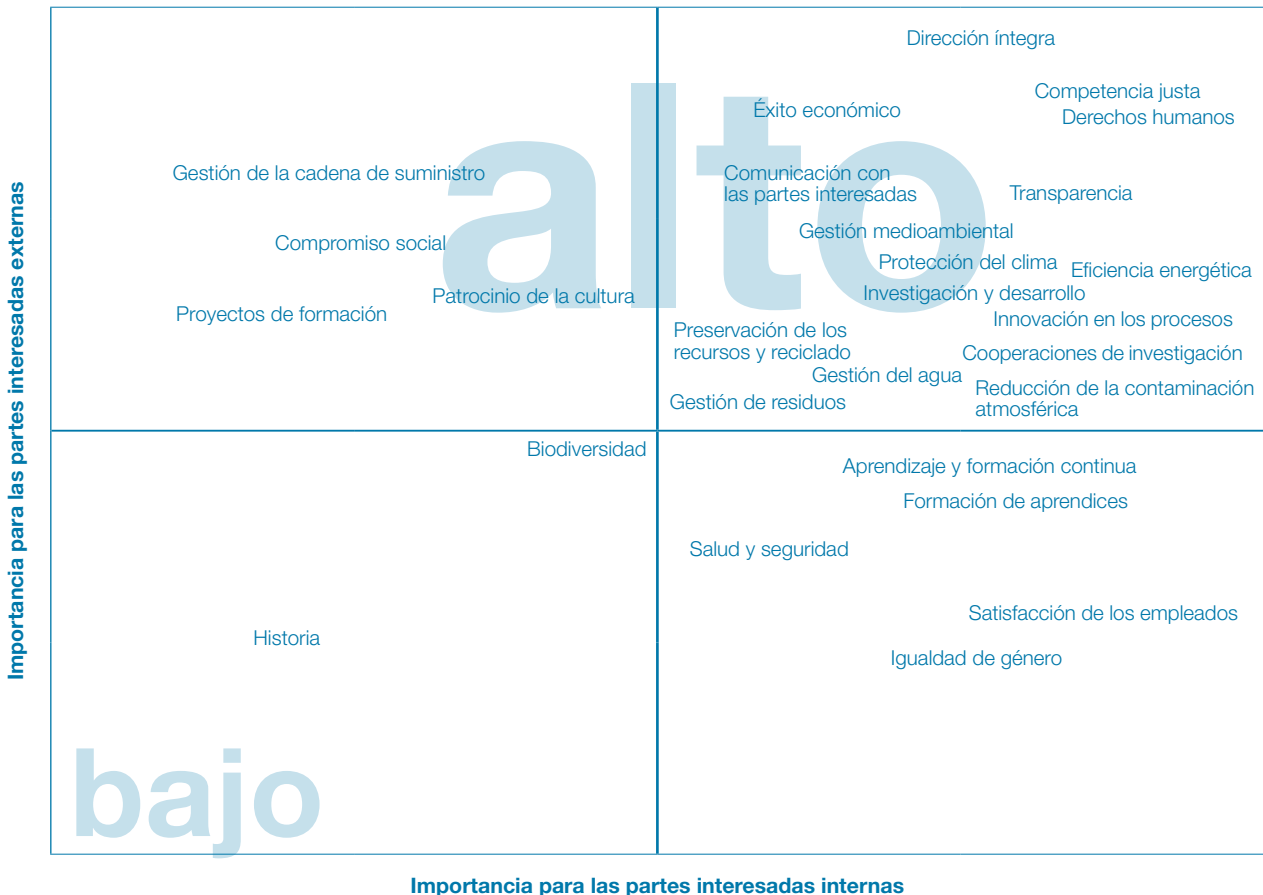 Importancia para las partes interesadas externas
alto
bajo
Dirección íntegra
Competencia justa
Éxito económico
Derechos humanos
Gestión de la cadena de suministro
Comunicación con
las partes interesadas
Transparencia
Gestión medioambiental
Compromiso social
Protección del clima
Eficiencia energética
Patrocinio de la cultura
Investigación y desarrollo
Proyectos de formación
Innovación en los procesos
Preservación de los
recursos y reciclado
Cooperaciones de investigación
Gestión del agua
Reducción de la contaminación
atmosférica
Gestión de residuos
Biodiversidad
Aprendizaje y formación continua
Formación de aprendices
Salud y seguridad
Satisfacción de los empleados
Historia
Igualdad de género
Importancia para las partes interesadas internas